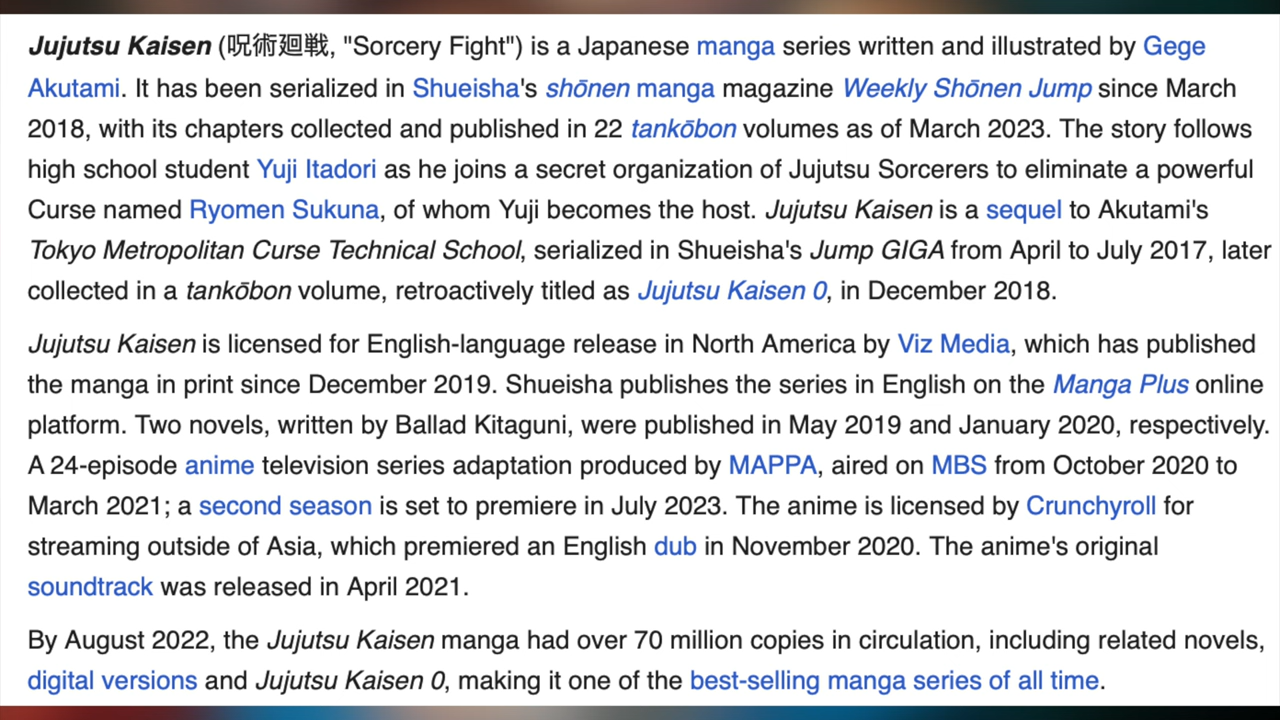 Jujutsu Kaisen (呪術廻戦, "Sorcery Fight") is a Japanese manga series written and illustrated by Gege
Akutami. It has been serialized in Shueisha's shōnen manga magazine Weekly Shōnen Jump since March
2018, with its chapters collected and published in 22 tankōbon volumes as of March 2023. The story follows
high school student Yuji Itadori as he joins a secret organization of Jujutsu Sorcerers to eliminate a powerful
Curse named Ryomen Sukuna, of whom Yuji becomes the host. Jujutsu Kaisen is a sequel to Akutami's
Tokyo Metropolitan Curse Technical School, serialized in Shueisha's Jump GIGA from April to July 2017, later
collected in a tankōbon volume, retroactively titled as Jujutsu Kaisen 0, in December 2018.
Jujutsu Kaisen is licensed for English-language release in North America by Viz Media, which has published
the manga in print since December 2019. Shueisha publishes the series in English on the Manga Plus online
platform. Two novels, written by Ballad Kitaguni, were published in May 2019 and January 2020, respectively.
A 24-episode anime television series adaptation produced by MAPPA, aired on MBS from October 2020 to
March 2021; a second season is set to premiere in July 2023. The anime is licensed by Crunchyroll for
streaming outside of Asia, which premiered an English dub in November 2020. The anime's original
soundtrack was released in April 2021.
By August 2022, the Jujutsu Kaisen manga had over 70 million copies in circulation, including related novels,
digital versions and Jujutsu Kaisen 0, making it one of the best-selling manga series of all time.